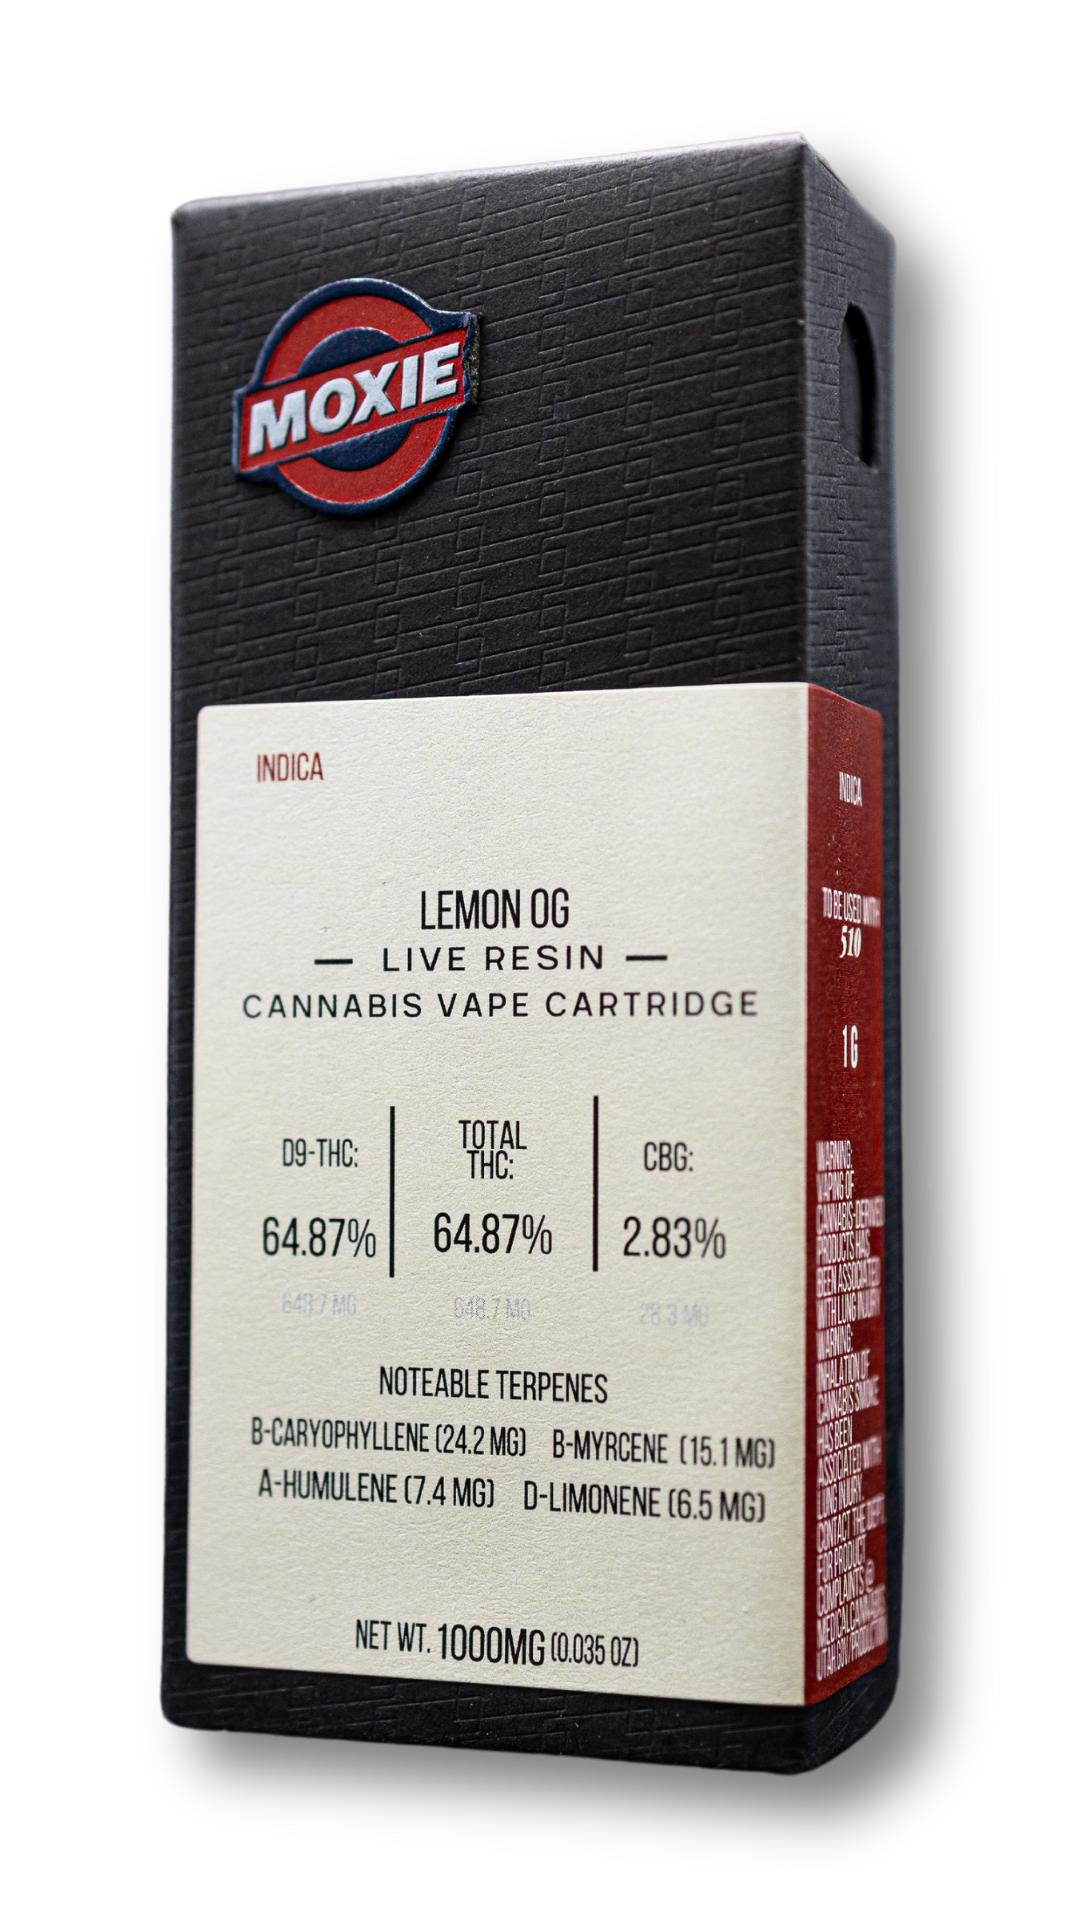 MOXIE
INDICA
LEMON OG
— LIVE RESIN —
CANNABIS VAPE CARTRIDGE
D9-THC:
64.87%
648.7 MG
TOTAL
THC:
64.87%
648.7 MG
CBG:
2.83%
28.3 MG
NOTEABLE TERPENES
B-CARYOPHYLLENE (24.2 MG) B-MYRCENE (15.1 MG)
A-HUMULENE (7.4 MG) D-LIMONENE (6.5 MG)
NET WT. 1000MG (0.035 OZ)
INDICA
TO BE USED WITH
510
1 G
WARNING:
VAPING OF
CANNABIS-DERIVED
PRODUCTS HAS
BEEN ASSOCIATED
WITH LUNG INJURY
WARNING:
INHALATION OF
CANNABIS SMOKE
HAS BEEN
ASSOCIATED WITH
LUNG INJURY.
CONTACT THE DEPT.
FOR PRODUCT
COMPLAINTS @